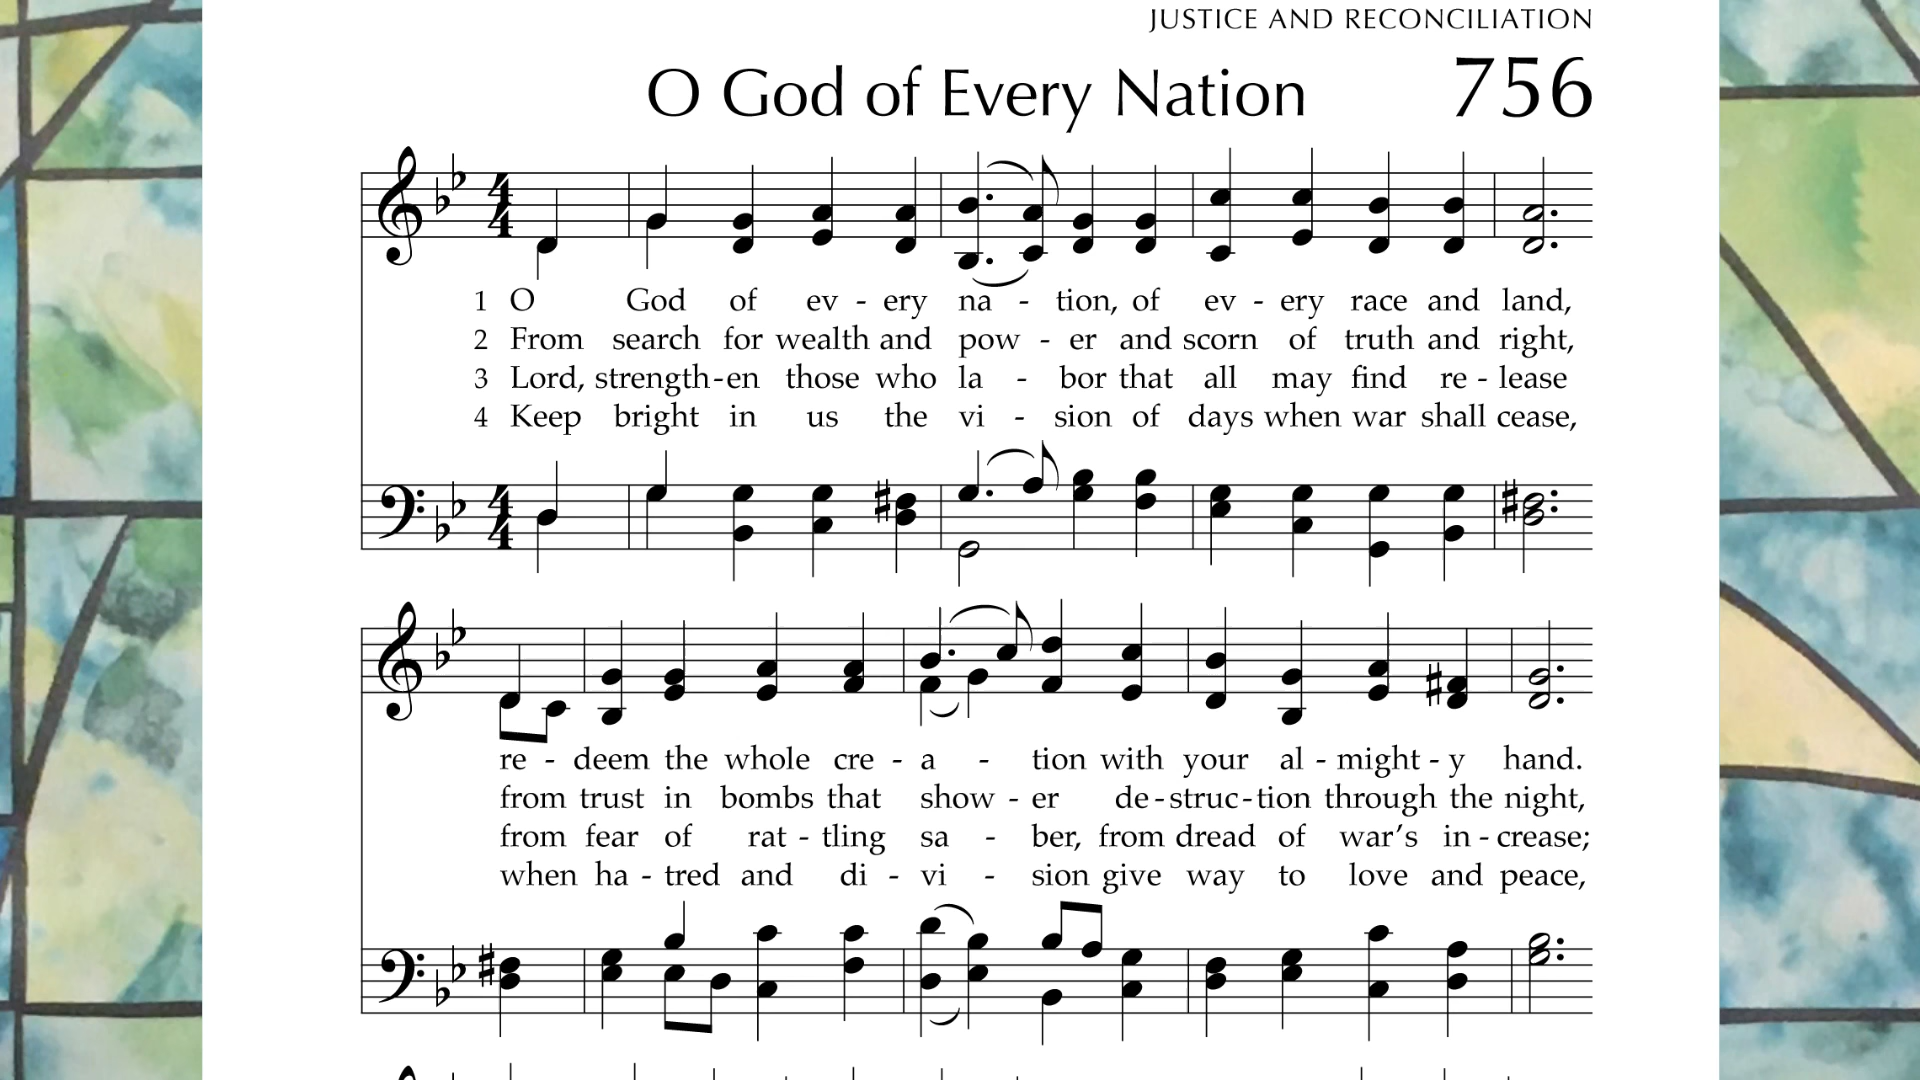 JUSTICE AND RECONCILIATION
O God of Every Nation 756
1 O God of ev - ery na - tion, of ev - ery race and land,
2 From search for wealth and pow - er and scorn of truth and right,
3 Lord, strength - en those who la - bor that all may find re - lease
4 Keep bright in us the vi - sion of days when war shall cease,
re - deem the whole cre - a - tion with your al - might - y hand.
from trust in bombs that show - er de - struc - tion through the night,
from fear of rat - tling sa - ber, from dread of war’s in - crease;
when ha - tred and di - vi - sion give way to love and peace,